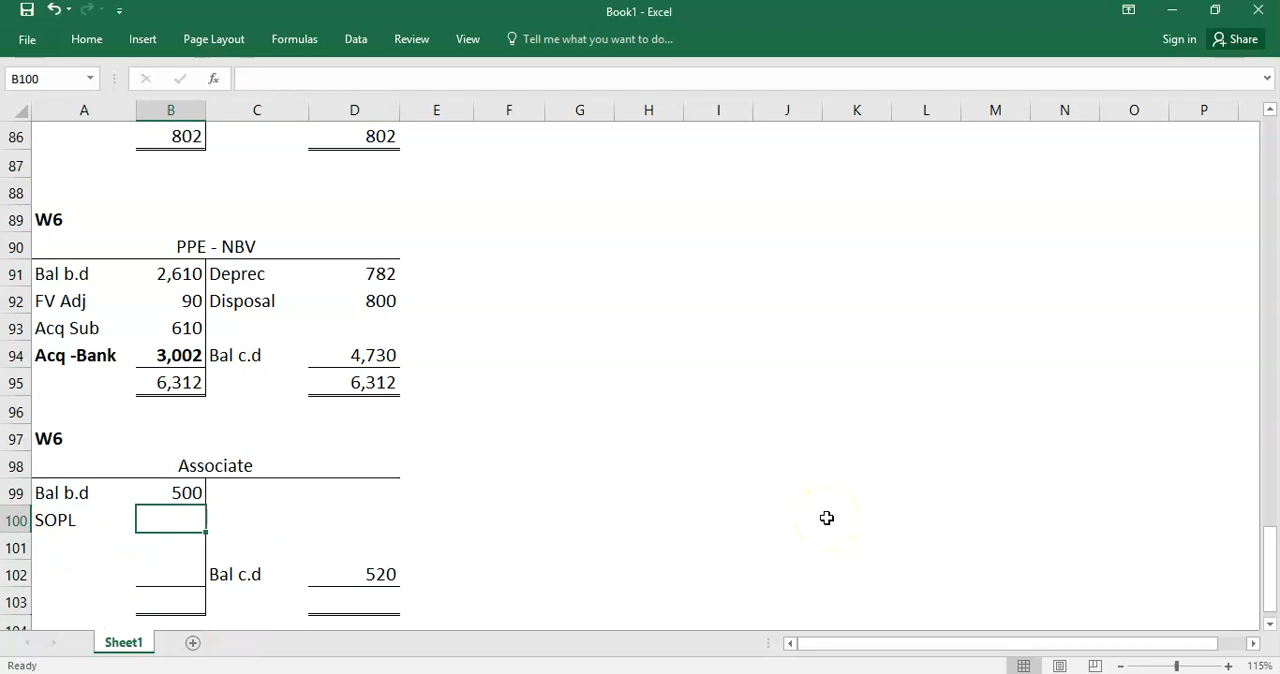 Book1 - Excel
File Home Insert Page Layout Formulas Data Review View Tell me what you want to do... Sign in Share
B100 fx
A B C D E F G H I J K L M N O P
86 802 802
87
88
89 W6
90 PPE - NBV
91 Bal b.d 2,610 Deprec 782
92 FV Adj 90 Disposal 800
93 Acq Sub 610
94 Acq -Bank 3,002 Bal c.d 4,730
95 6,312 6,312
96
97 W6
98 Associate
99 Bal b.d 500
100 SOPL
101
102 Bal c.d 520
103
104
Sheet1
Ready 115%